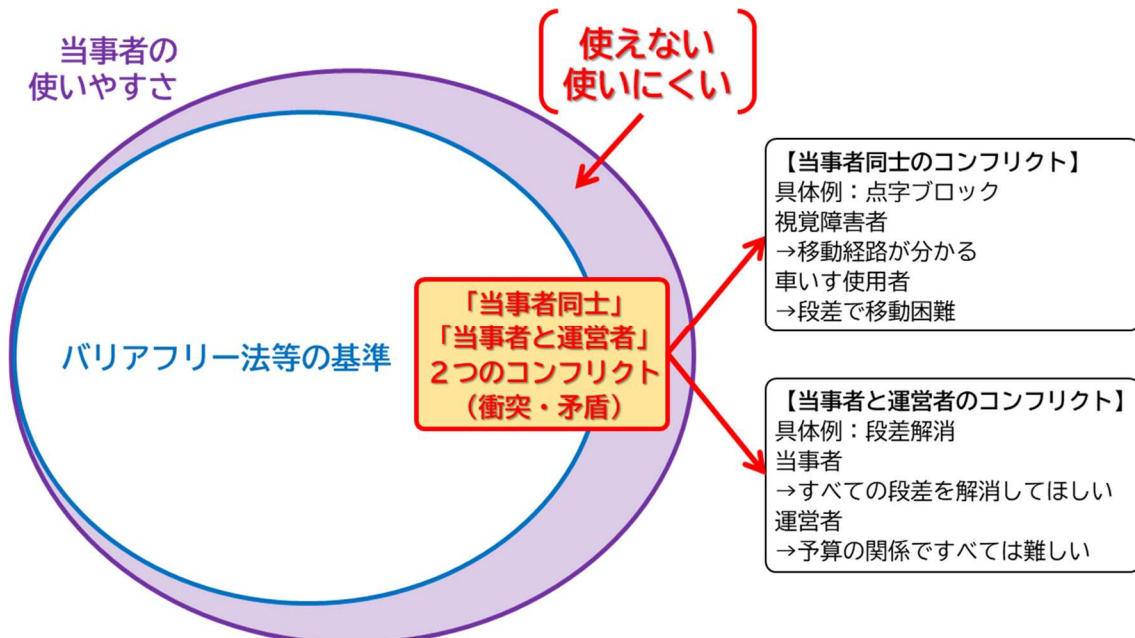 当事者の
使いやすさ
使えない
使いにくい
バリアフリー法等の基準
「当事者同士」
「当事者と運営者」
２つのコンフリクト
（衝突・矛盾）
【当事者同士のコンフリクト】
具体例：点字ブロック
視覚障害者
→移動経路が分かる
車いす使用者
→段差で移動困難
【当事者と運営者のコンフリクト】
具体例：段差解消
当事者
→すべての段差を解消してほしい
運営者
→予算の関係ですべては難しい